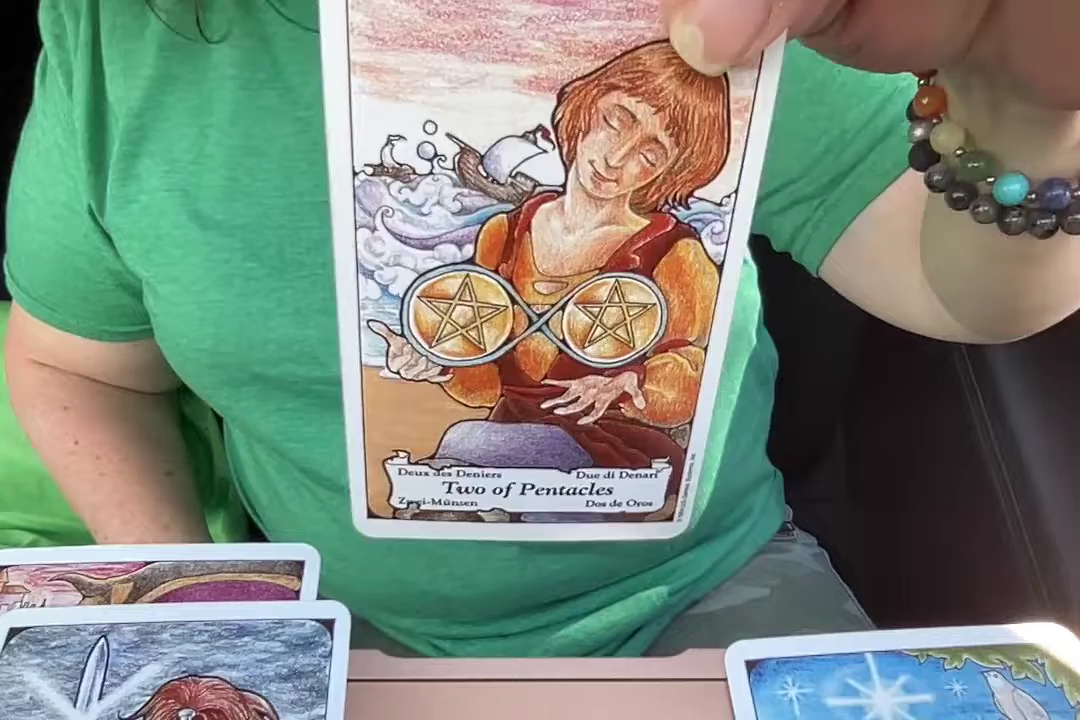 Deux des Deniers Due di Denari
Two of Pentacles
Zwei-Münzen Dos de Oros